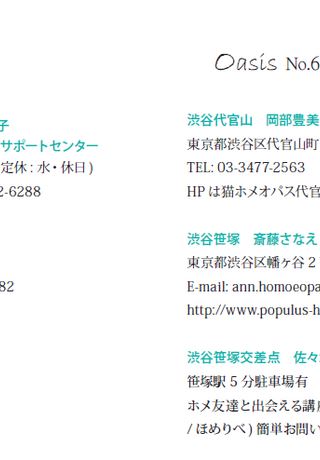 Oasis No.6
子
サポートセンター
定休 : 水・休日 )
2-6288
82
渋谷代官山　岡部豊美
東京都渋谷区代官山町
TEL: 03-3477-2563
HP は猫ホメオパス代官
渋谷笹塚　斎藤さなえ
東京都渋谷区幡ヶ谷 2
E-mail: ann.homoeopa
http://www.populus-h
渋谷笹塚交差点　佐々
笹塚駅 5 分駐車場有
ホメ友達と出会える講
/ ほめりべ ) 簡単お問い